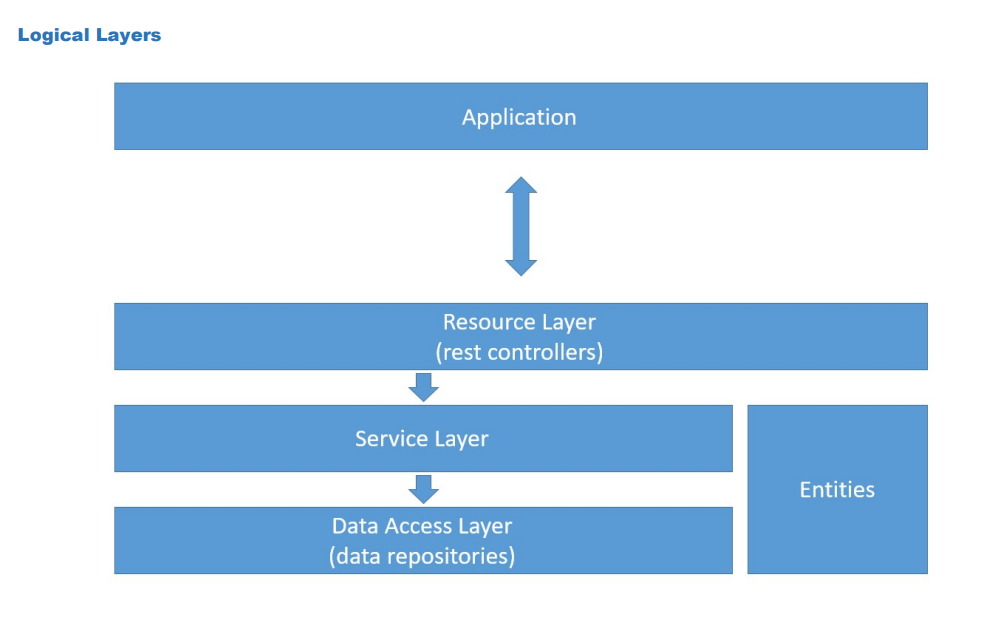 Logical Layers
Application
Resource Layer
(rest controllers)
Service Layer
Entities
Data Access Layer
(data repositories)